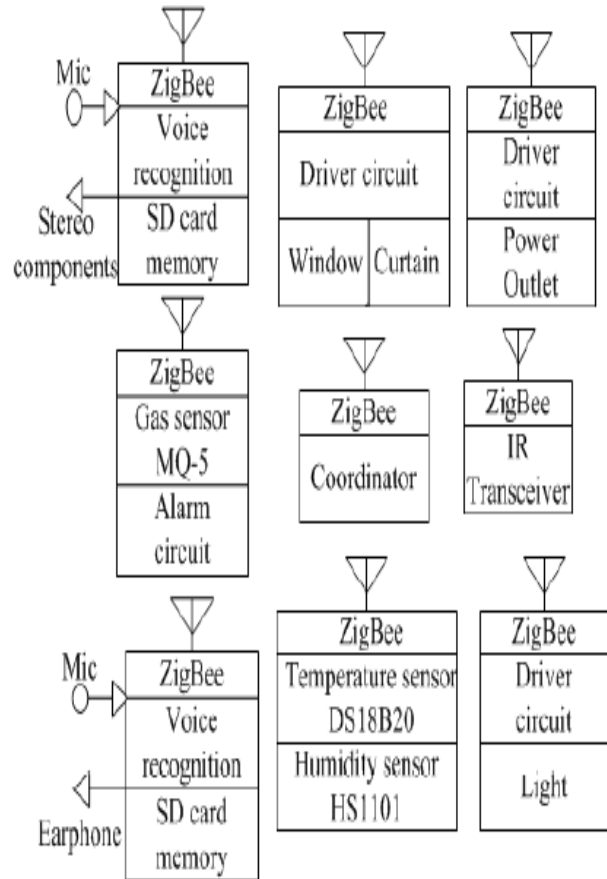 Mic
ZigBee
Voice
recognition
SD card
memory
Stereo
components
ZigBee
Driver circuit
Window Curtain
ZigBee
Driver
circuit
Power
Outlet
ZigBee
Gas sensor
MQ-5
Alarm
circuit
ZigBee
Coordinator
ZigBee
IR
Transceiver
Mic
ZigBee
Voice
recognition
SD card
memory
Earphone
ZigBee
Temperature sensor
DS18B20
Humidity sensor
HS1101
ZigBee
Driver
circuit
Light